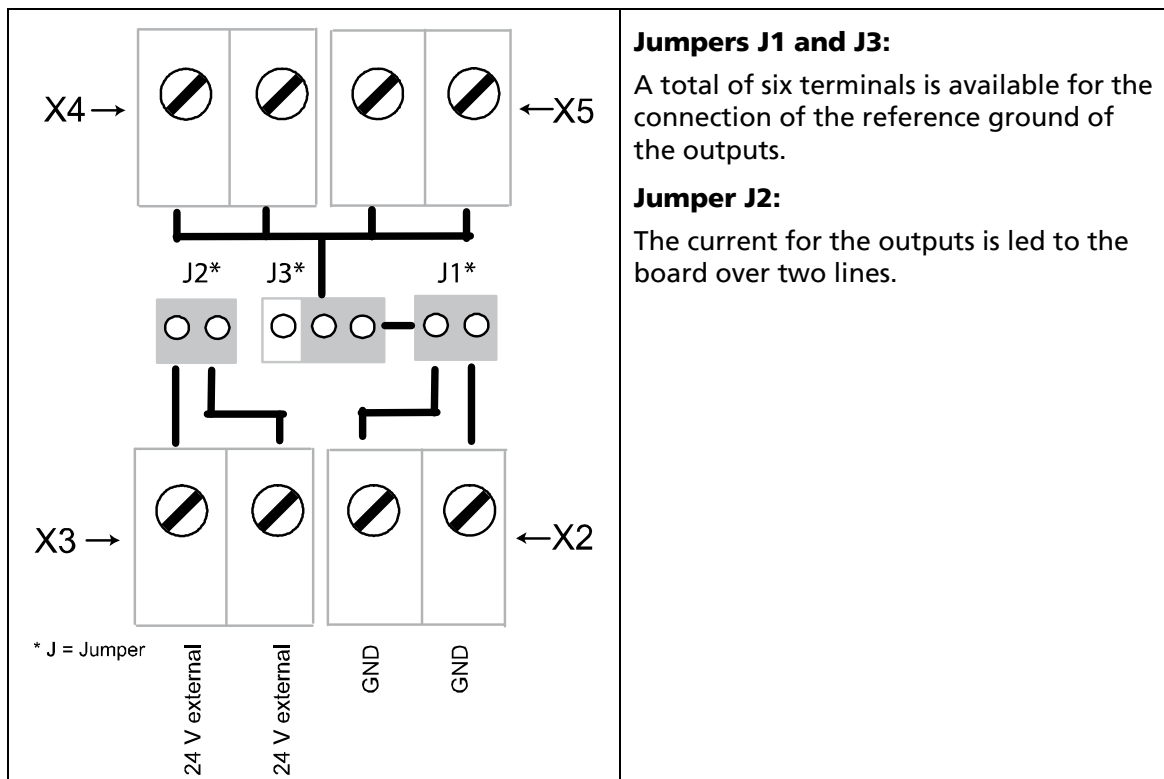 X4
X5
J2* J3* J1*
X3
X2
* J = Jumper
24 V external
24 V external
GND
GND
Jumpers J1 and J3:
A total of six terminals is available for the
connection of the reference ground of
the outputs.
Jumper J2:
The current for the outputs is led to the
board over two lines.